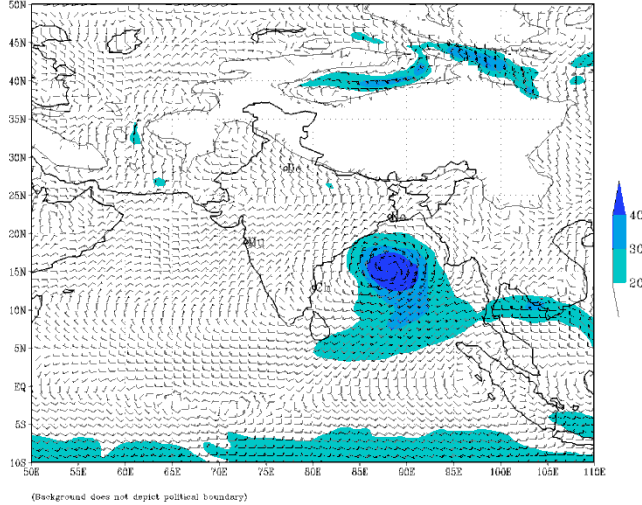 50N
45N
40N
35N
30N
25N
20N
15N
10N
5N
EQ
5S
10S
50E 55E 60E 65E 70E 75E 80E 85E 90E 95E 100E 105E 110E
40
30
20
Ch
(Background does not depict political boundary)